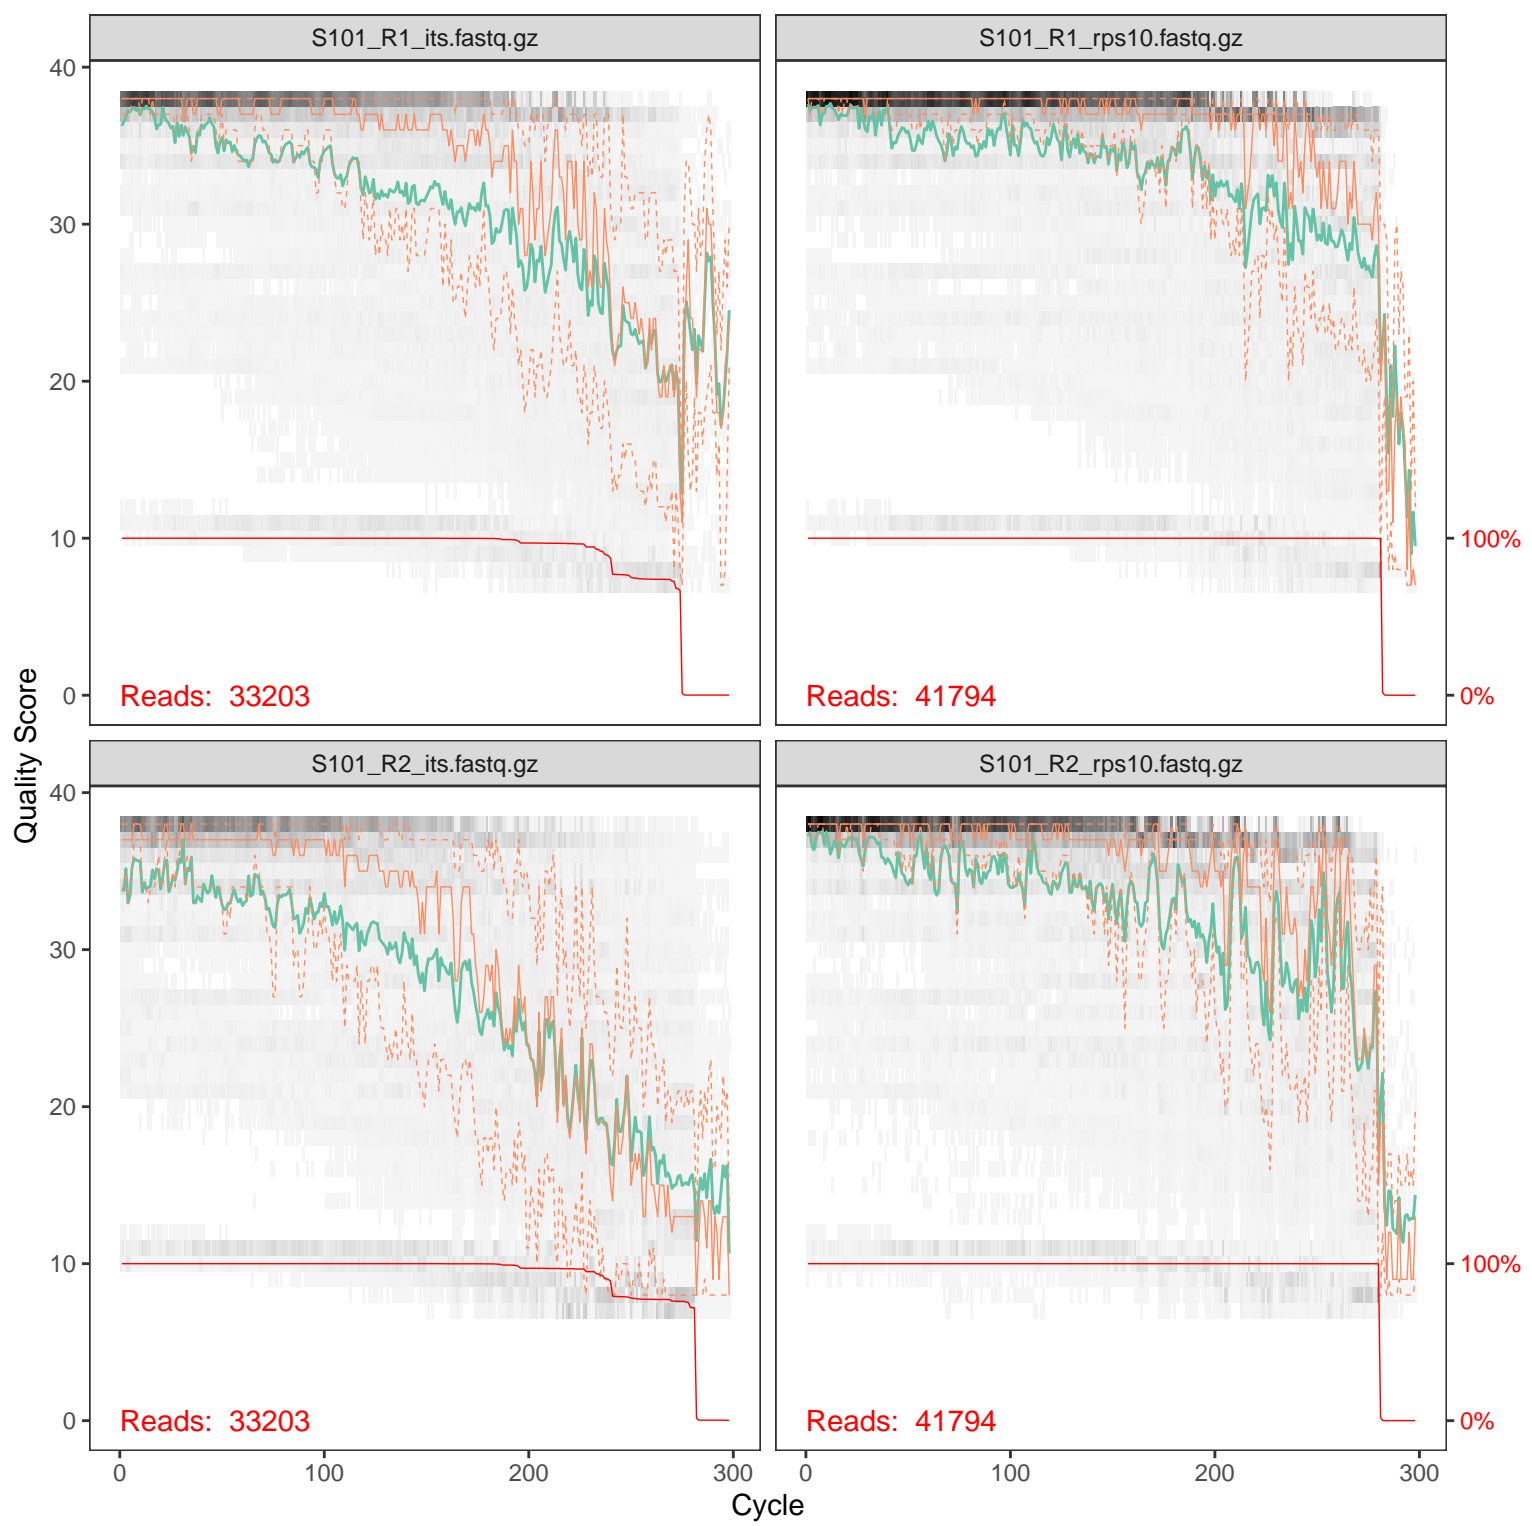 S101_R1_its.fastq.gz
S101_R1_rps10.fastq.gz
40
30
20
10
0
100%
0%
Reads: 33203
Reads: 41794
Quality Score
S101_R2_its.fastq.gz
S101_R2_rps10.fastq.gz
40
30
20
10
0
100%
0%
Reads: 33203
Reads: 41794
0
100
200
300
0
100
200
300
Cycle